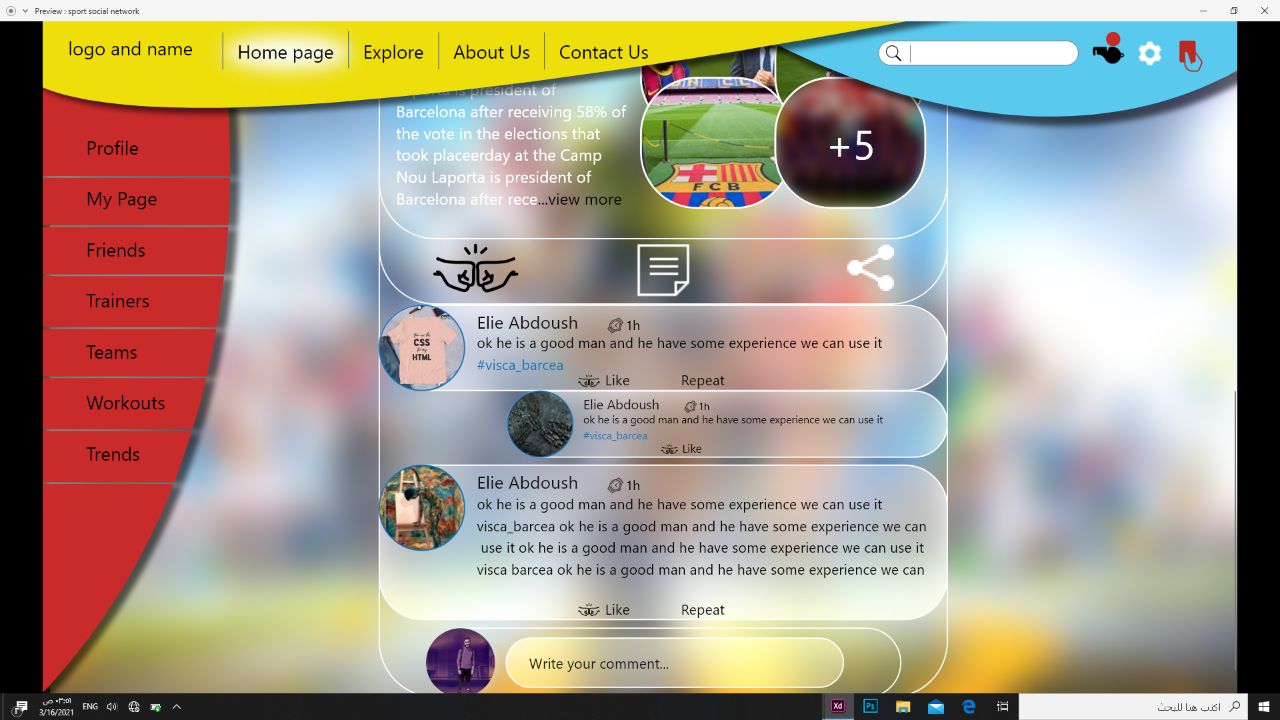 Preview : sport social network
logo and name
Home page
Explore
About Us
Contact Us
Profile
My Page
Friends
Trainers
Teams
Workouts
Trends
is president of
Barcelona after receiving 58% of
the vote in the elections that
took placeerday at the Camp
Nou Laporta is president of
Barcelona after rece...view more
FCB
+5
Elie Abdoush 1h
ok he is a good man and he have some experience we can use it
#visca_barcea
Like Repeat
CSS
HTML
Elie Abdoush 1h
ok he is a good man and he have some experience we can use it
#visca_barcea
Like
Elie Abdoush 1h
ok he is a good man and he have some experience we can use it
visca_barcea ok he is a good man and he have some experience we can
use it ok he is a good man and he have some experience we can use it
visca barcea ok he is a good man and he have some experience we can
Like Repeat
Write your comment...
ENG
٠٣:٥١ ص
3/16/2021
Xd
Ps
اكتب هنا للبحث